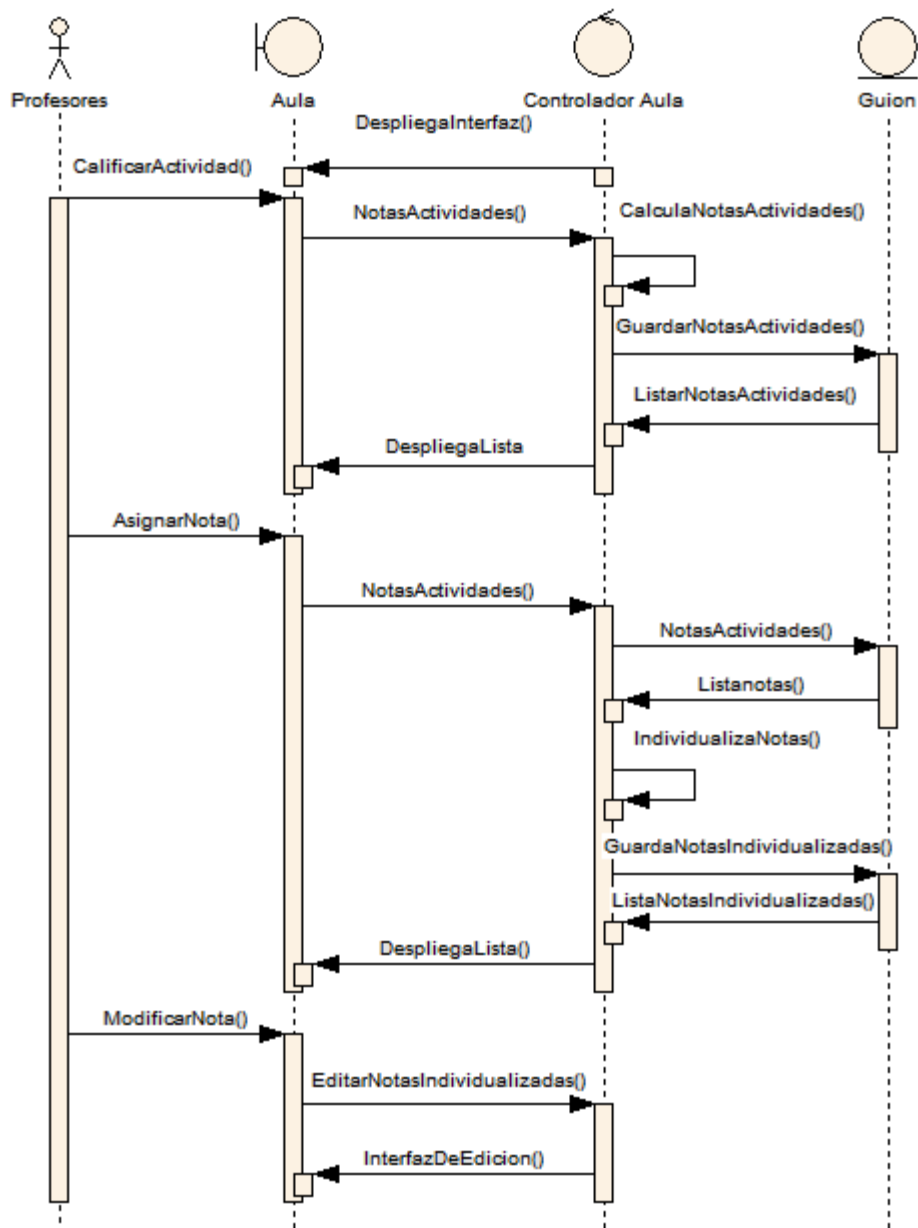 Profesores
Aula
Controlador Aula
Guion
DespliegaInterfaz()
CalificarActividad()
NotasActividades()
CalculaNotasActividades()
GuardarNotasActividades()
ListarNotasActividades()
DespliegaLista
AsignarNota()
NotasActividades()
NotasActividades()
Listanotas()
IndividualizaNotas()
GuardaNotasIndividualizadas()
ListaNotasIndividualizadas()
DespliegaLista()
ModificarNota()
EditarNotasIndividualizadas()
InterfazDeEdicion()